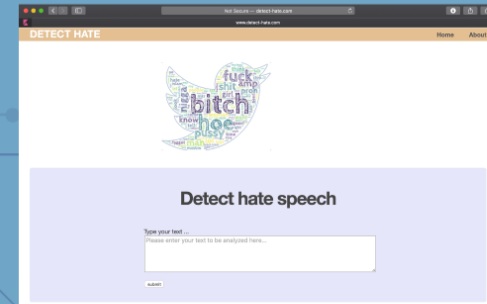 Not Secure — detect-hate.com
www.detect-hate.com
DETECT HATE
Home About
fuck
shit
amp
girl
bitch
know
hoe
pussy
Detect hate speech
Type your text ...
Please enter your text to be analyzed here...
submit